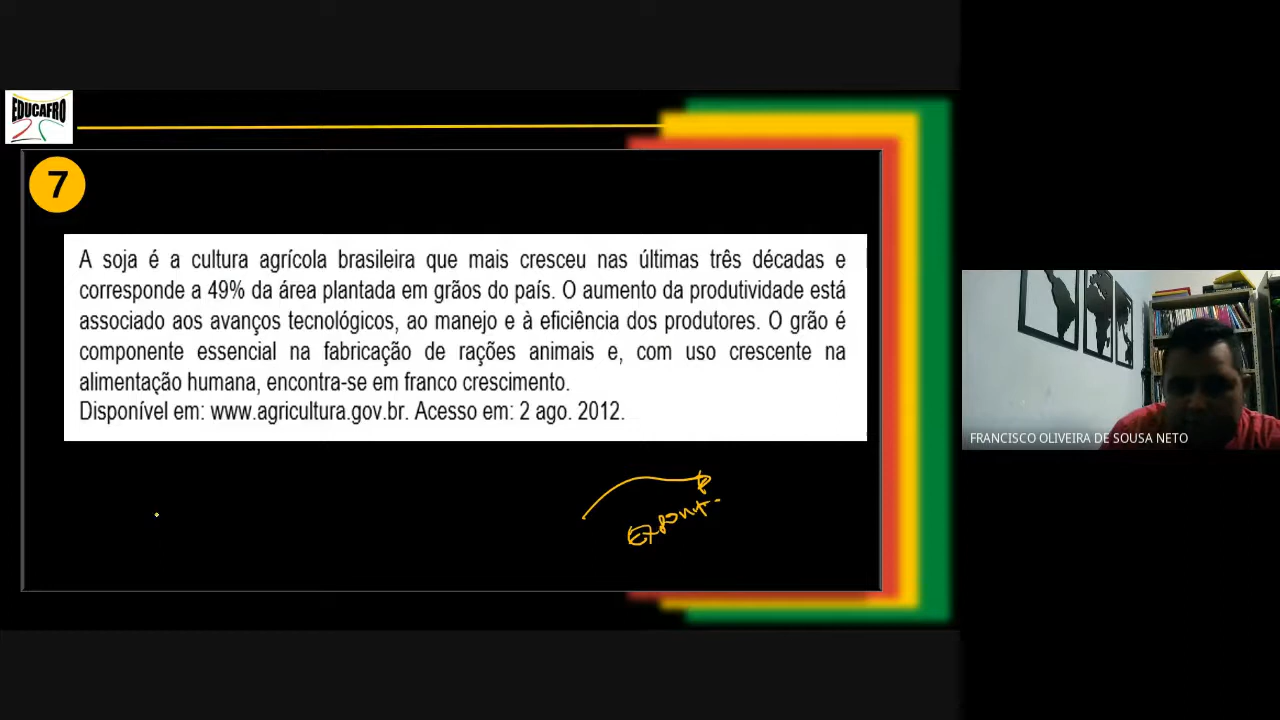 EDUCAFRO
7
A soja é a cultura agrícola brasileira que mais cresceu nas últimas três décadas e
corresponde a 49% da área plantada em grãos do país. O aumento da produtividade está
associado aos avanços tecnológicos, ao manejo e à eficiência dos produtores. O grão é
componente essencial na fabricação de rações animais e, com uso crescente na
alimentação humana, encontra-se em franco crescimento.
Disponível em: www.agricultura.gov.br. Acesso em: 2 ago. 2012.
FRANCISCO OLIVEIRA DE SOUSA NETO